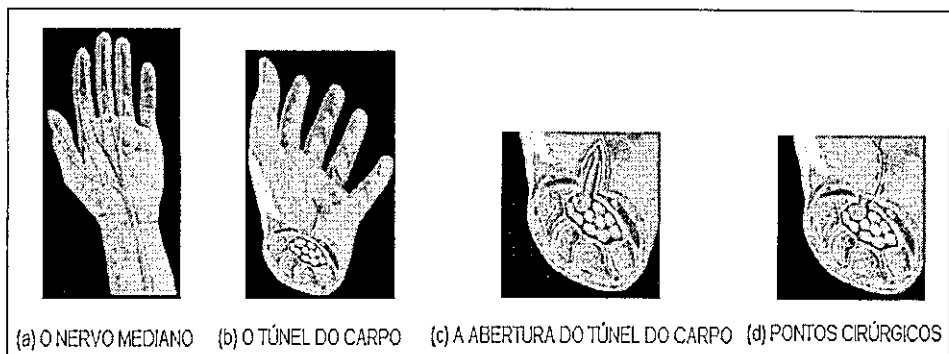 (a) O NERVO MEDIANO (b) O TÚNEL DO CARPO (c) A ABERTURA DO TÚNEL DO CARPO (d) PONTOS CIRÚRGICOS